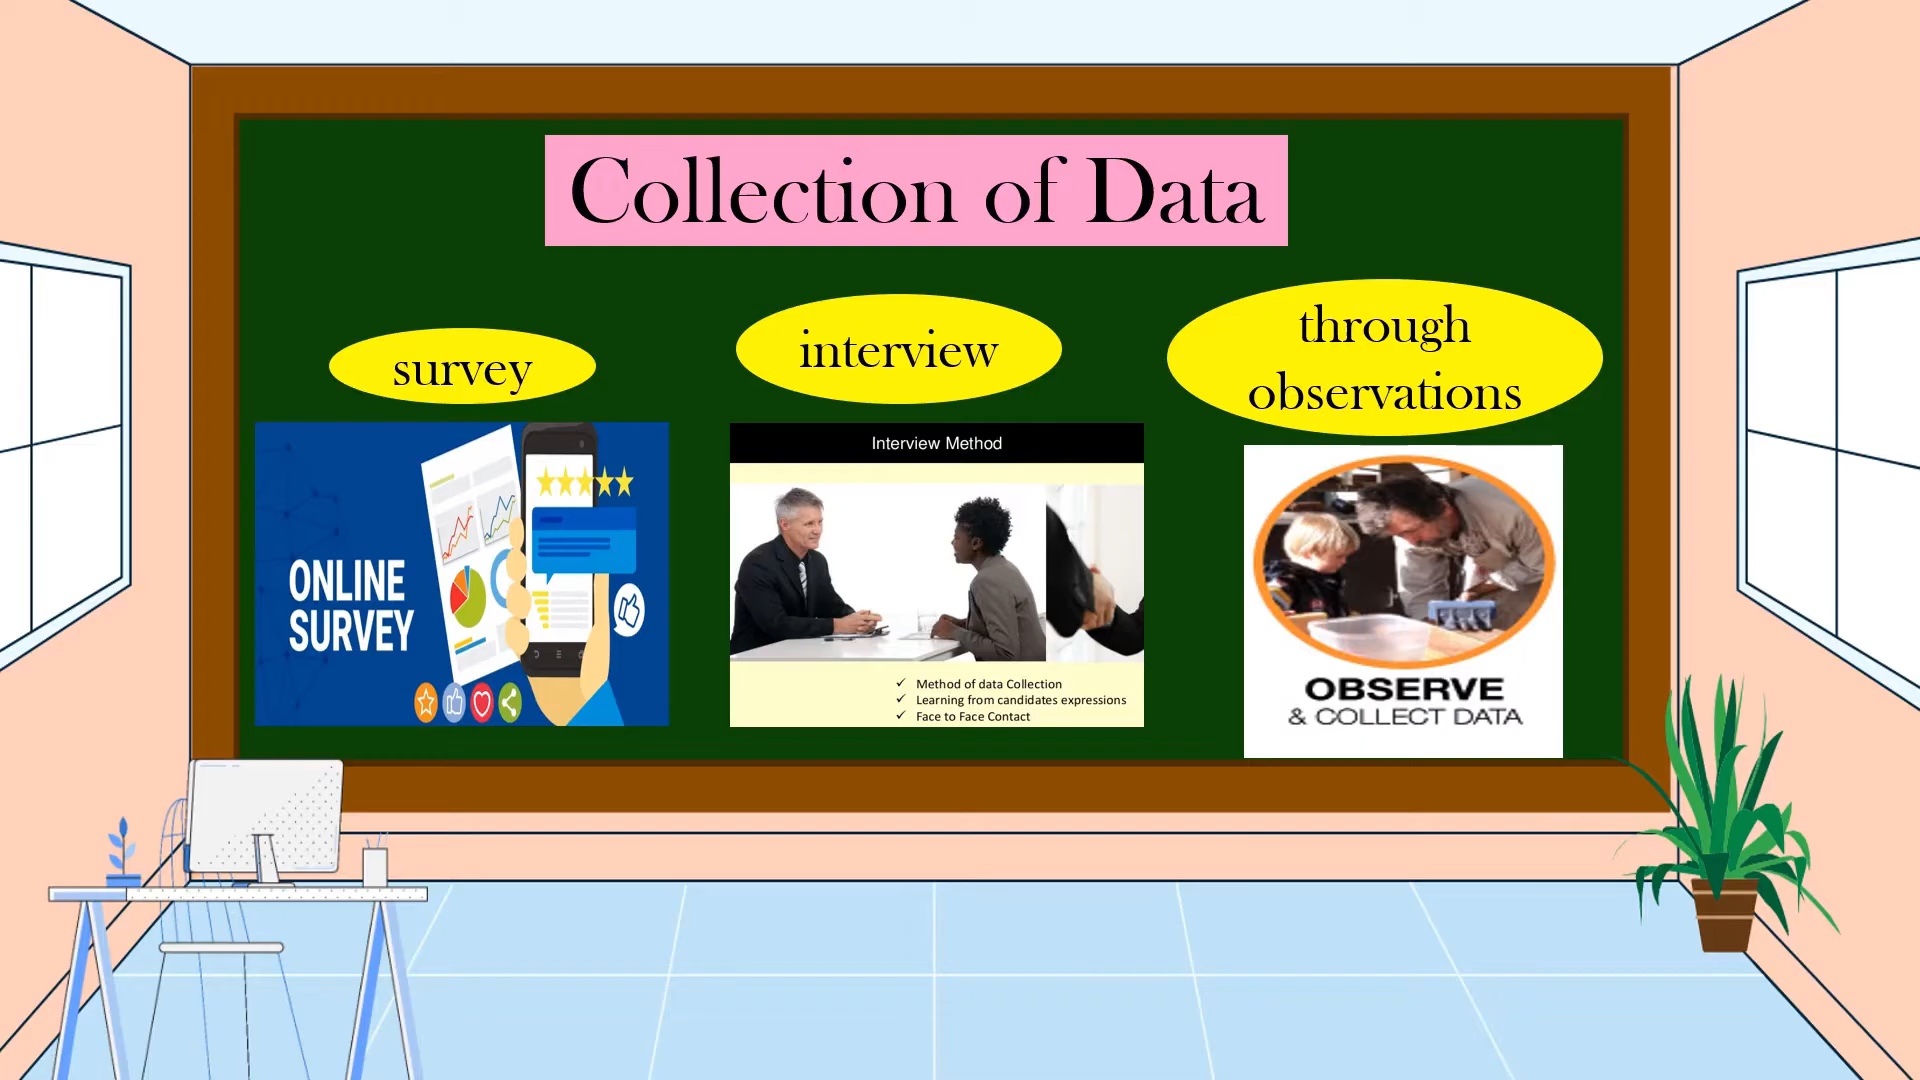 Collection of Data
survey
interview
through
observations
ONLINE
SURVEY
Interview Method
✓ Method of data Collection
✓ Learning from candidates expressions
✓ Face to Face Contact
OBSERVE
& COLLECT DATA